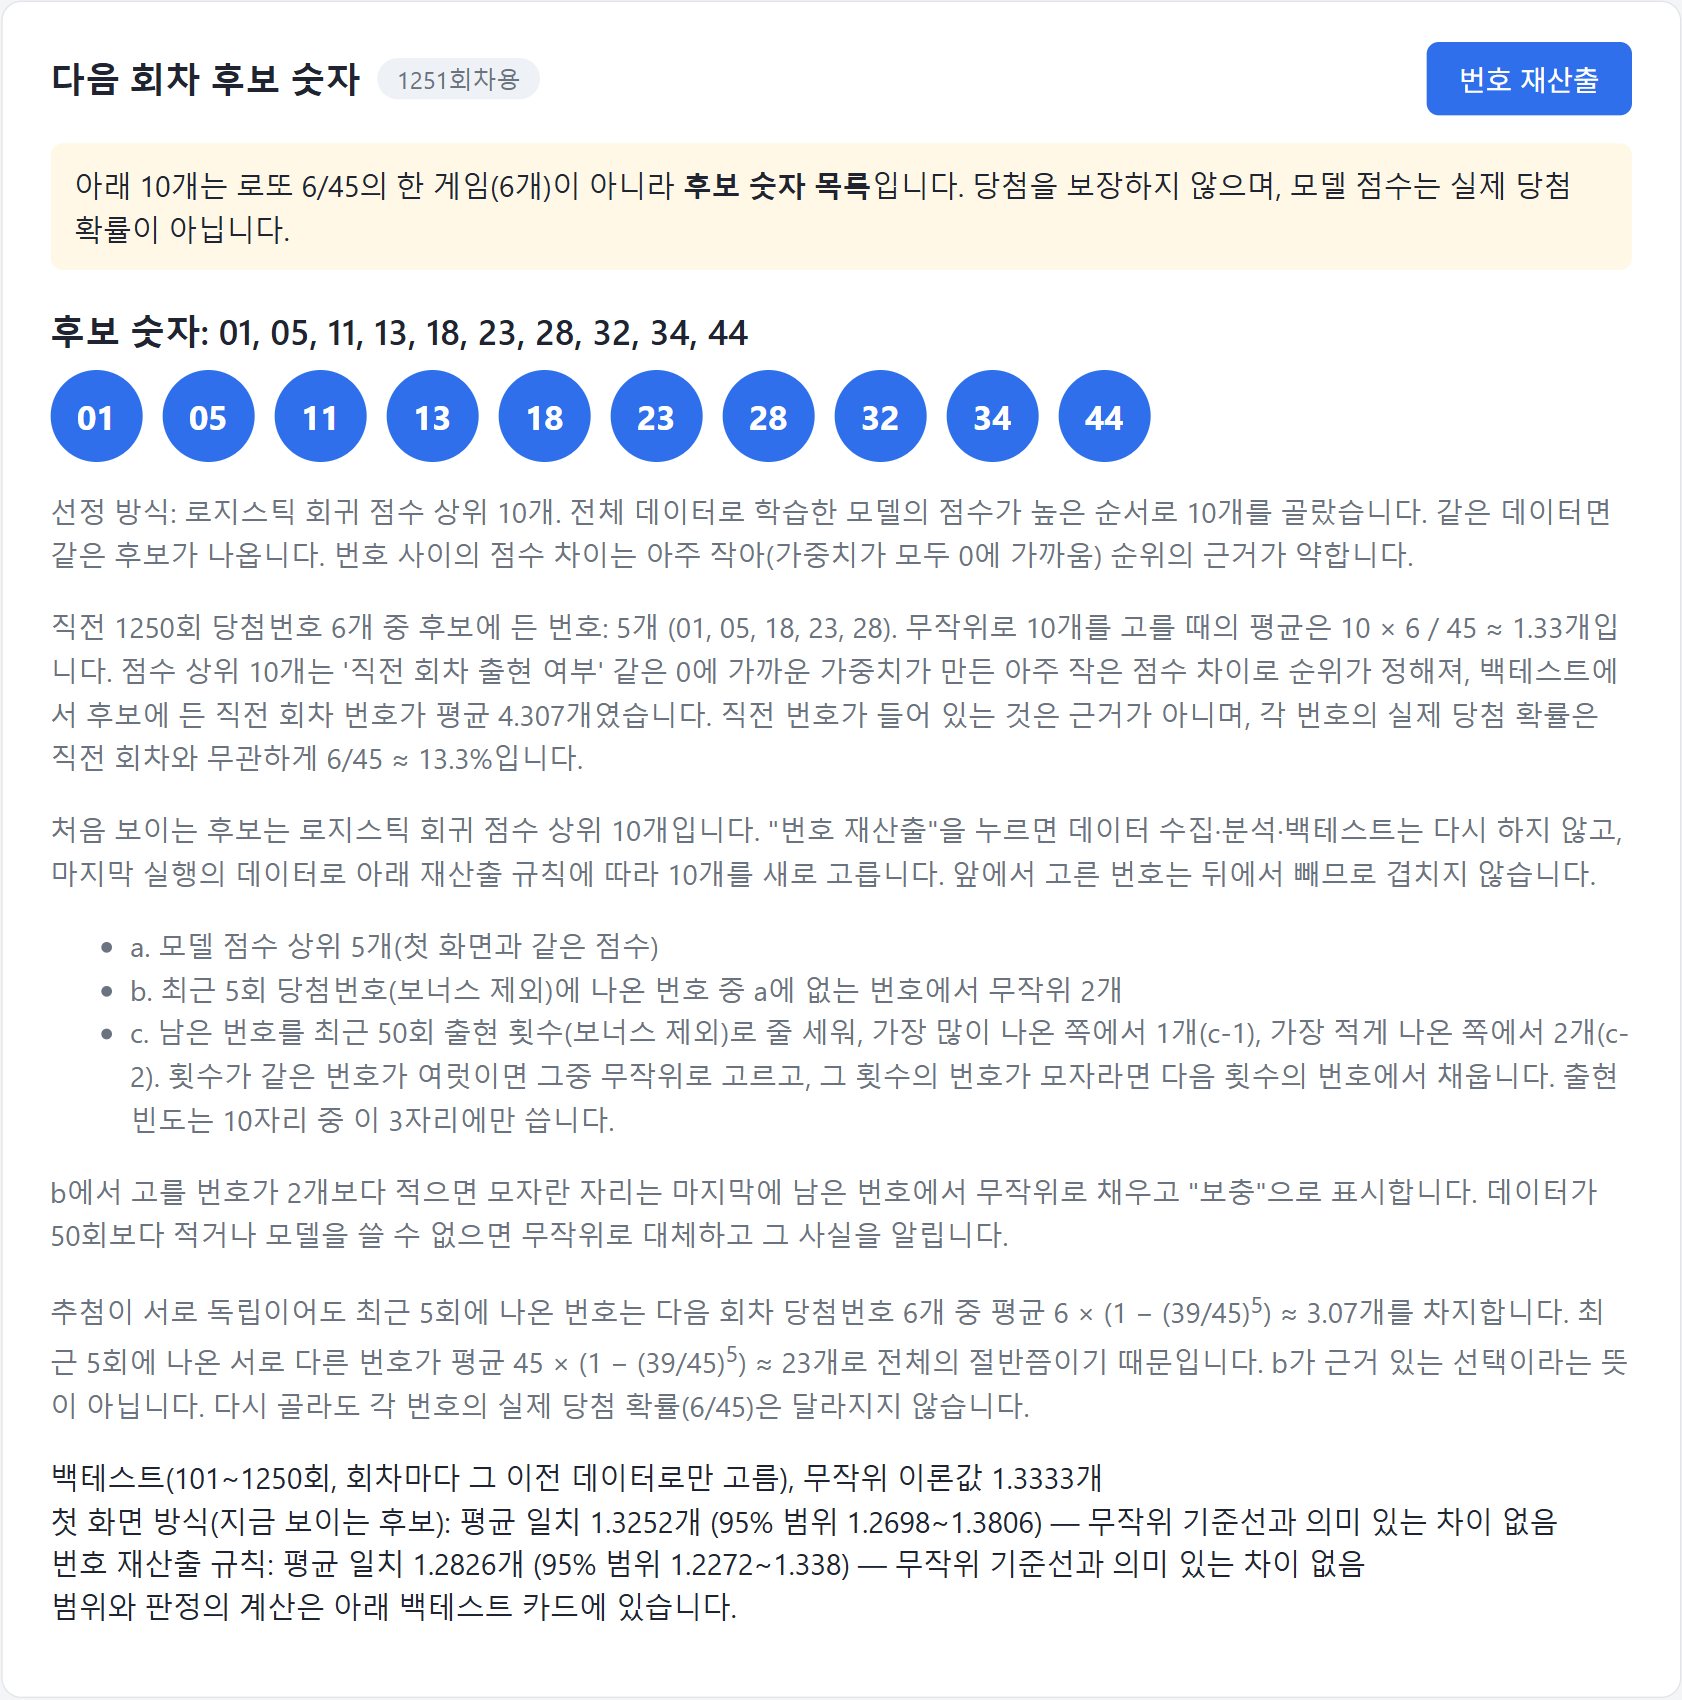 다음 회차 후보 숫자 1251회차용 번호 재산출
아래 10개는 로또 6/45의 한 게임(6개)이 아니라 후보 숫자 목록입니다. 당첨을 보장하지 않으며, 모델 점수는 실제 당첨
확률이 아닙니다.
후보 숫자: 01, 05, 11, 13, 18, 23, 28, 32, 34, 44
01 05 11 13 18 23 28 32 34 44
선정 방식: 로지스틱 회귀 점수 상위 10개. 전체 데이터로 학습한 모델의 점수가 높은 순서로 10개를 골랐습니다. 같은 데이터면
같은 후보가 나옵니다. 번호 사이의 점수 차이는 아주 작아(가중치가 모두 0에 가까움) 순위의 근거가 약합니다.
직전 1250회 당첨번호 6개 중 후보에 든 번호: 5개 (01, 05, 18, 23, 28). 무작위로 10개를 고를 때의 평균은 10 × 6 / 45 ≈ 1.33개입
니다. 점수 상위 10개는 '직전 회차 출현 여부' 같은 0에 가까운 가중치가 만든 아주 작은 점수 차이로 순위가 정해져, 백테스트에
서 후보에 든 직전 회차 번호가 평균 4.307개였습니다. 직전 번호가 들어 있는 것은 근거가 아니며, 각 번호의 실제 당첨 확률은
직전 회차와 무관하게 6/45 ≈ 13.3%입니다.
처음 보이는 후보는 로지스틱 회귀 점수 상위 10개입니다. "번호 재산출"을 누르면 데이터 수집·분석·백테스트는 다시 하지 않고,
마지막 실행의 데이터로 아래 재산출 규칙에 따라 10개를 새로 고릅니다. 앞에서 고른 번호는 뒤에서 빼므로 겹치지 않습니다.
• a. 모델 점수 상위 5개(첫 화면과 같은 점수)
• b. 최근 5회 당첨번호(보너스 제외)에 나온 번호 중 a에 없는 번호에서 무작위 2개
• c. 남은 번호를 최근 50회 출현 횟수(보너스 제외)로 줄 세워, 가장 많이 나온 쪽에서 1개(c-1), 가장 적게 나온 쪽에서 2개(c-
2). 횟수가 같은 번호가 여럿이면 그중 무작위로 고르고, 그 횟수의 번호가 모자라면 다음 횟수의 번호에서 채웁니다. 출현
빈도는 10자리 중 이 3자리에만 씁니다.
b에서 고를 번호가 2개보다 적으면 모자란 자리는 마지막에 남은 번호에서 무작위로 채우고 "보충"으로 표시합니다. 데이터가
50회보다 적거나 모델을 쓸 수 없으면 무작위로 대체하고 그 사실을 알립니다.
추첨이 서로 독립이어도 최근 5회에 나온 번호는 다음 회차 당첨번호 6개 중 평균 6 × (1 − (39/45)⁵) ≈ 3.07개를 차지합니다. 최
근 5회에 나온 서로 다른 번호가 평균 45 × (1 − (39/45)⁵) ≈ 23개로 전체의 절반쯤이기 때문입니다. b가 근거 있는 선택이라는 뜻
이 아닙니다. 다시 골라도 각 번호의 실제 당첨 확률(6/45)은 달라지지 않습니다.
백테스트(101~1250회, 회차마다 그 이전 데이터로만 고름), 무작위 이론값 1.3333개
첫 화면 방식(지금 보이는 후보): 평균 일치 1.3252개 (95% 범위 1.2698~1.3806) — 무작위 기준선과 의미 있는 차이 없음
번호 재산출 규칙: 평균 일치 1.2826개 (95% 범위 1.2272~1.338) — 무작위 기준선과 의미 있는 차이 없음
범위와 판정의 계산은 아래 백테스트 카드에 있습니다.